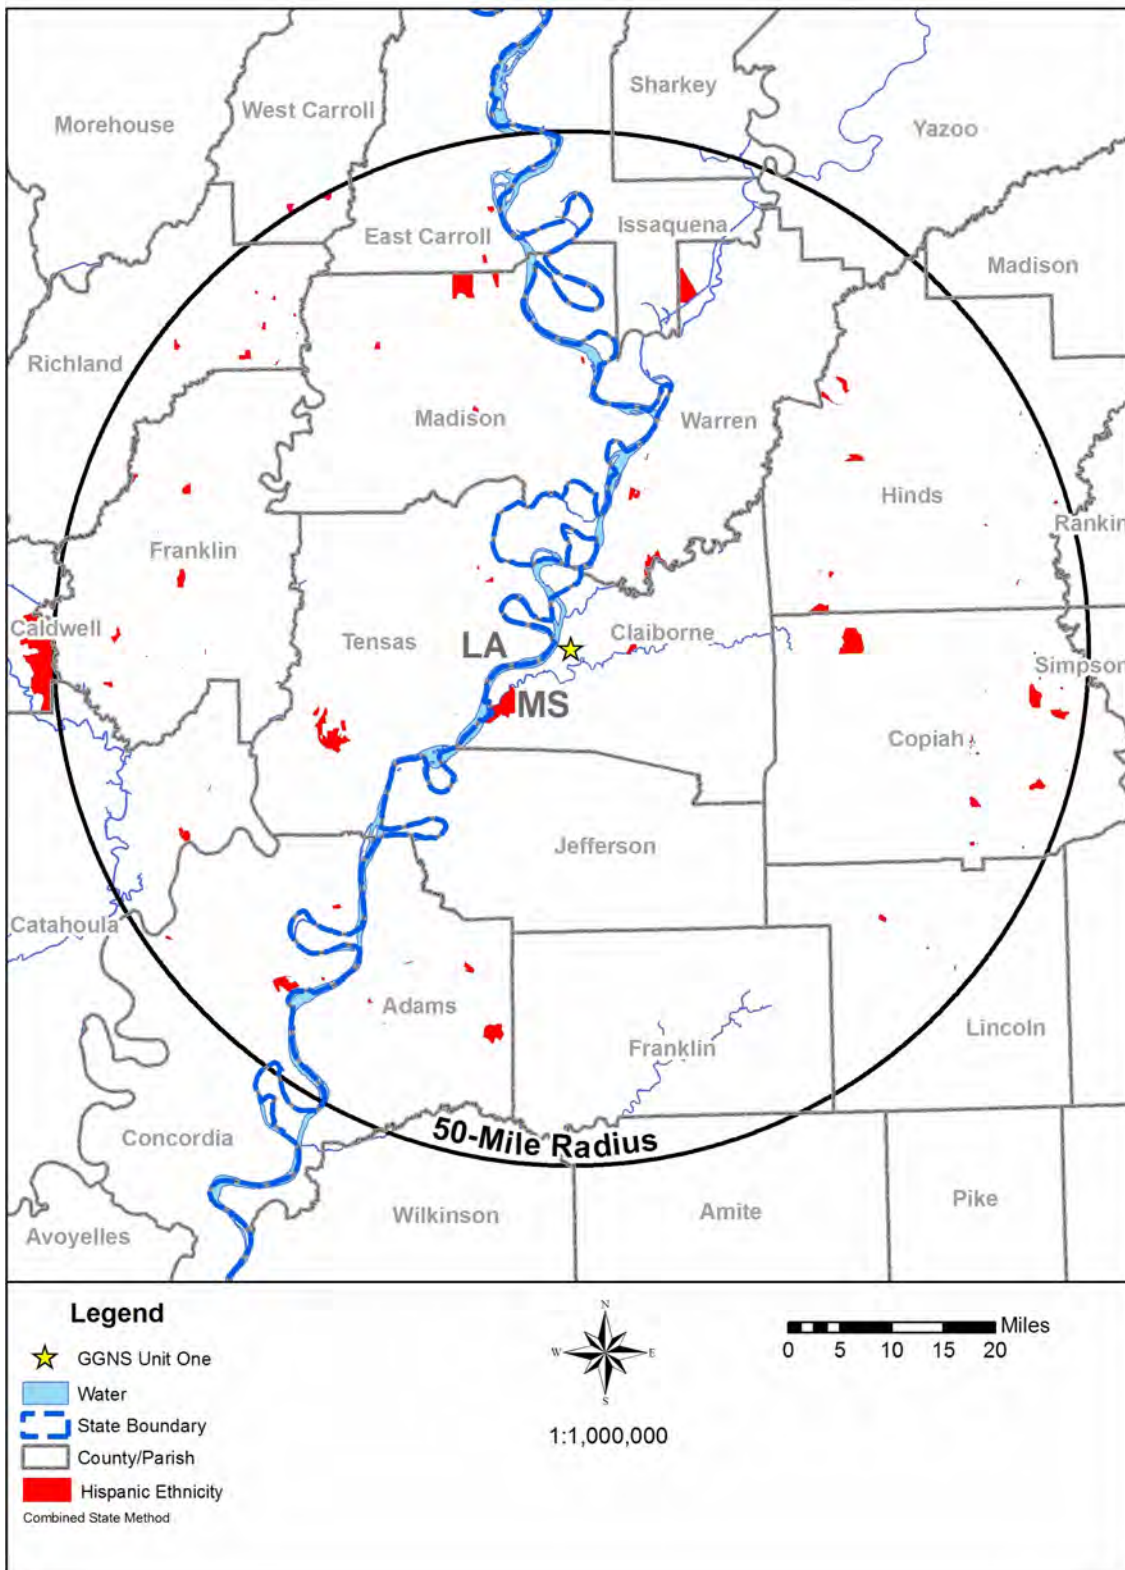 Sharkey
West Carroll
Morehouse
Yazoo
Issaquena
East Carroll
Madison
Richland
Madison
Warren
Hinds
Rankin
Franklin
Caldwell
Claiborne
Tensas
LA
Simpson
MS
Copiah
Jefferson
Catahoula
Adams
Lincoln
Franklin
Concordia
50-Mile Radius
Pike
Wilkinson
Amite
Avoyelles
Legend
GGNS Unit One
Water
State Boundary
County/Parish
Hispanic Ethnicity
Combined State Method
N
W
E
S
1:1,000,000
Miles
0 5 10 15 20